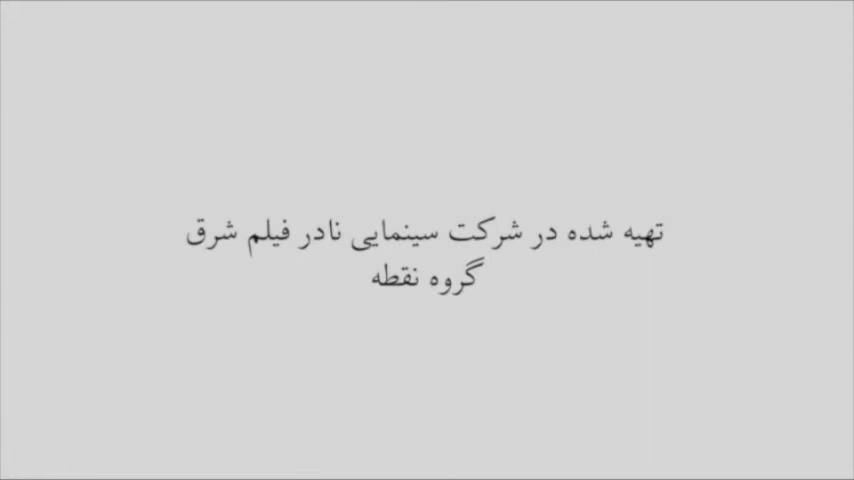 تهیه شده در شرکت سینمایی نادر فیلم شرق
گروه نقطه